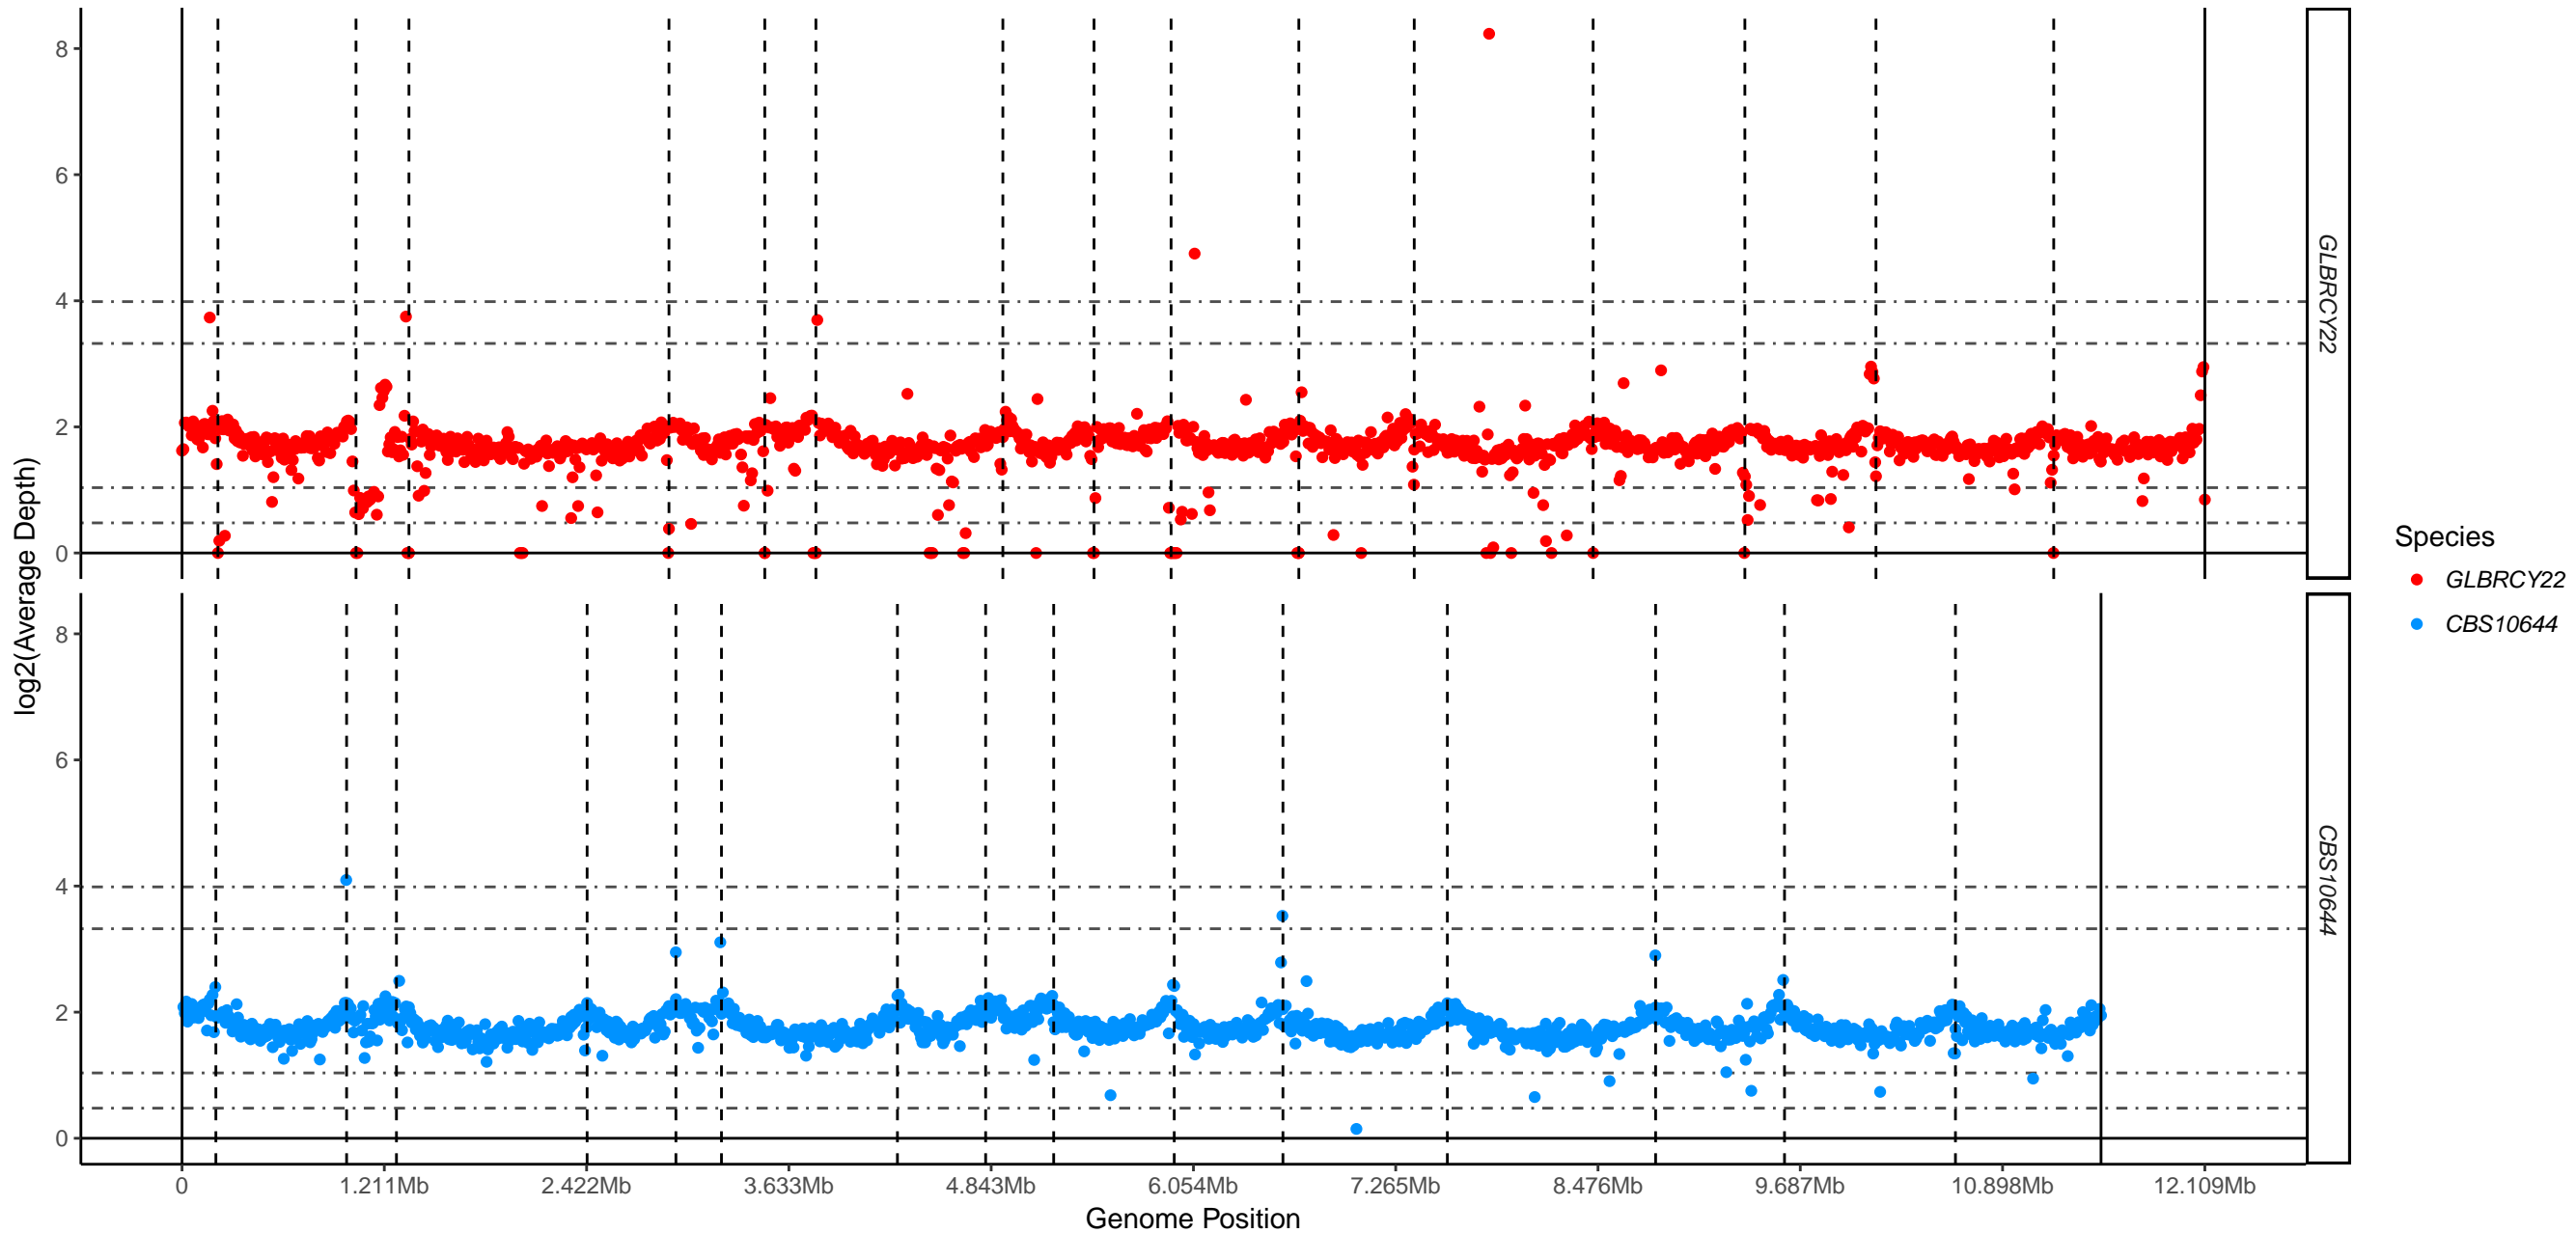 8
6
4
2
0
GLBRCY22
8
6
4
2
0
CBS10644
log2(Average Depth)
0
1.211Mb
2.422Mb
3.633Mb
4.843Mb
6.054Mb
7.265Mb
8.476Mb
9.687Mb
10.898Mb
12.109Mb
Genome Position
Species
GLBRCY22
CBS10644